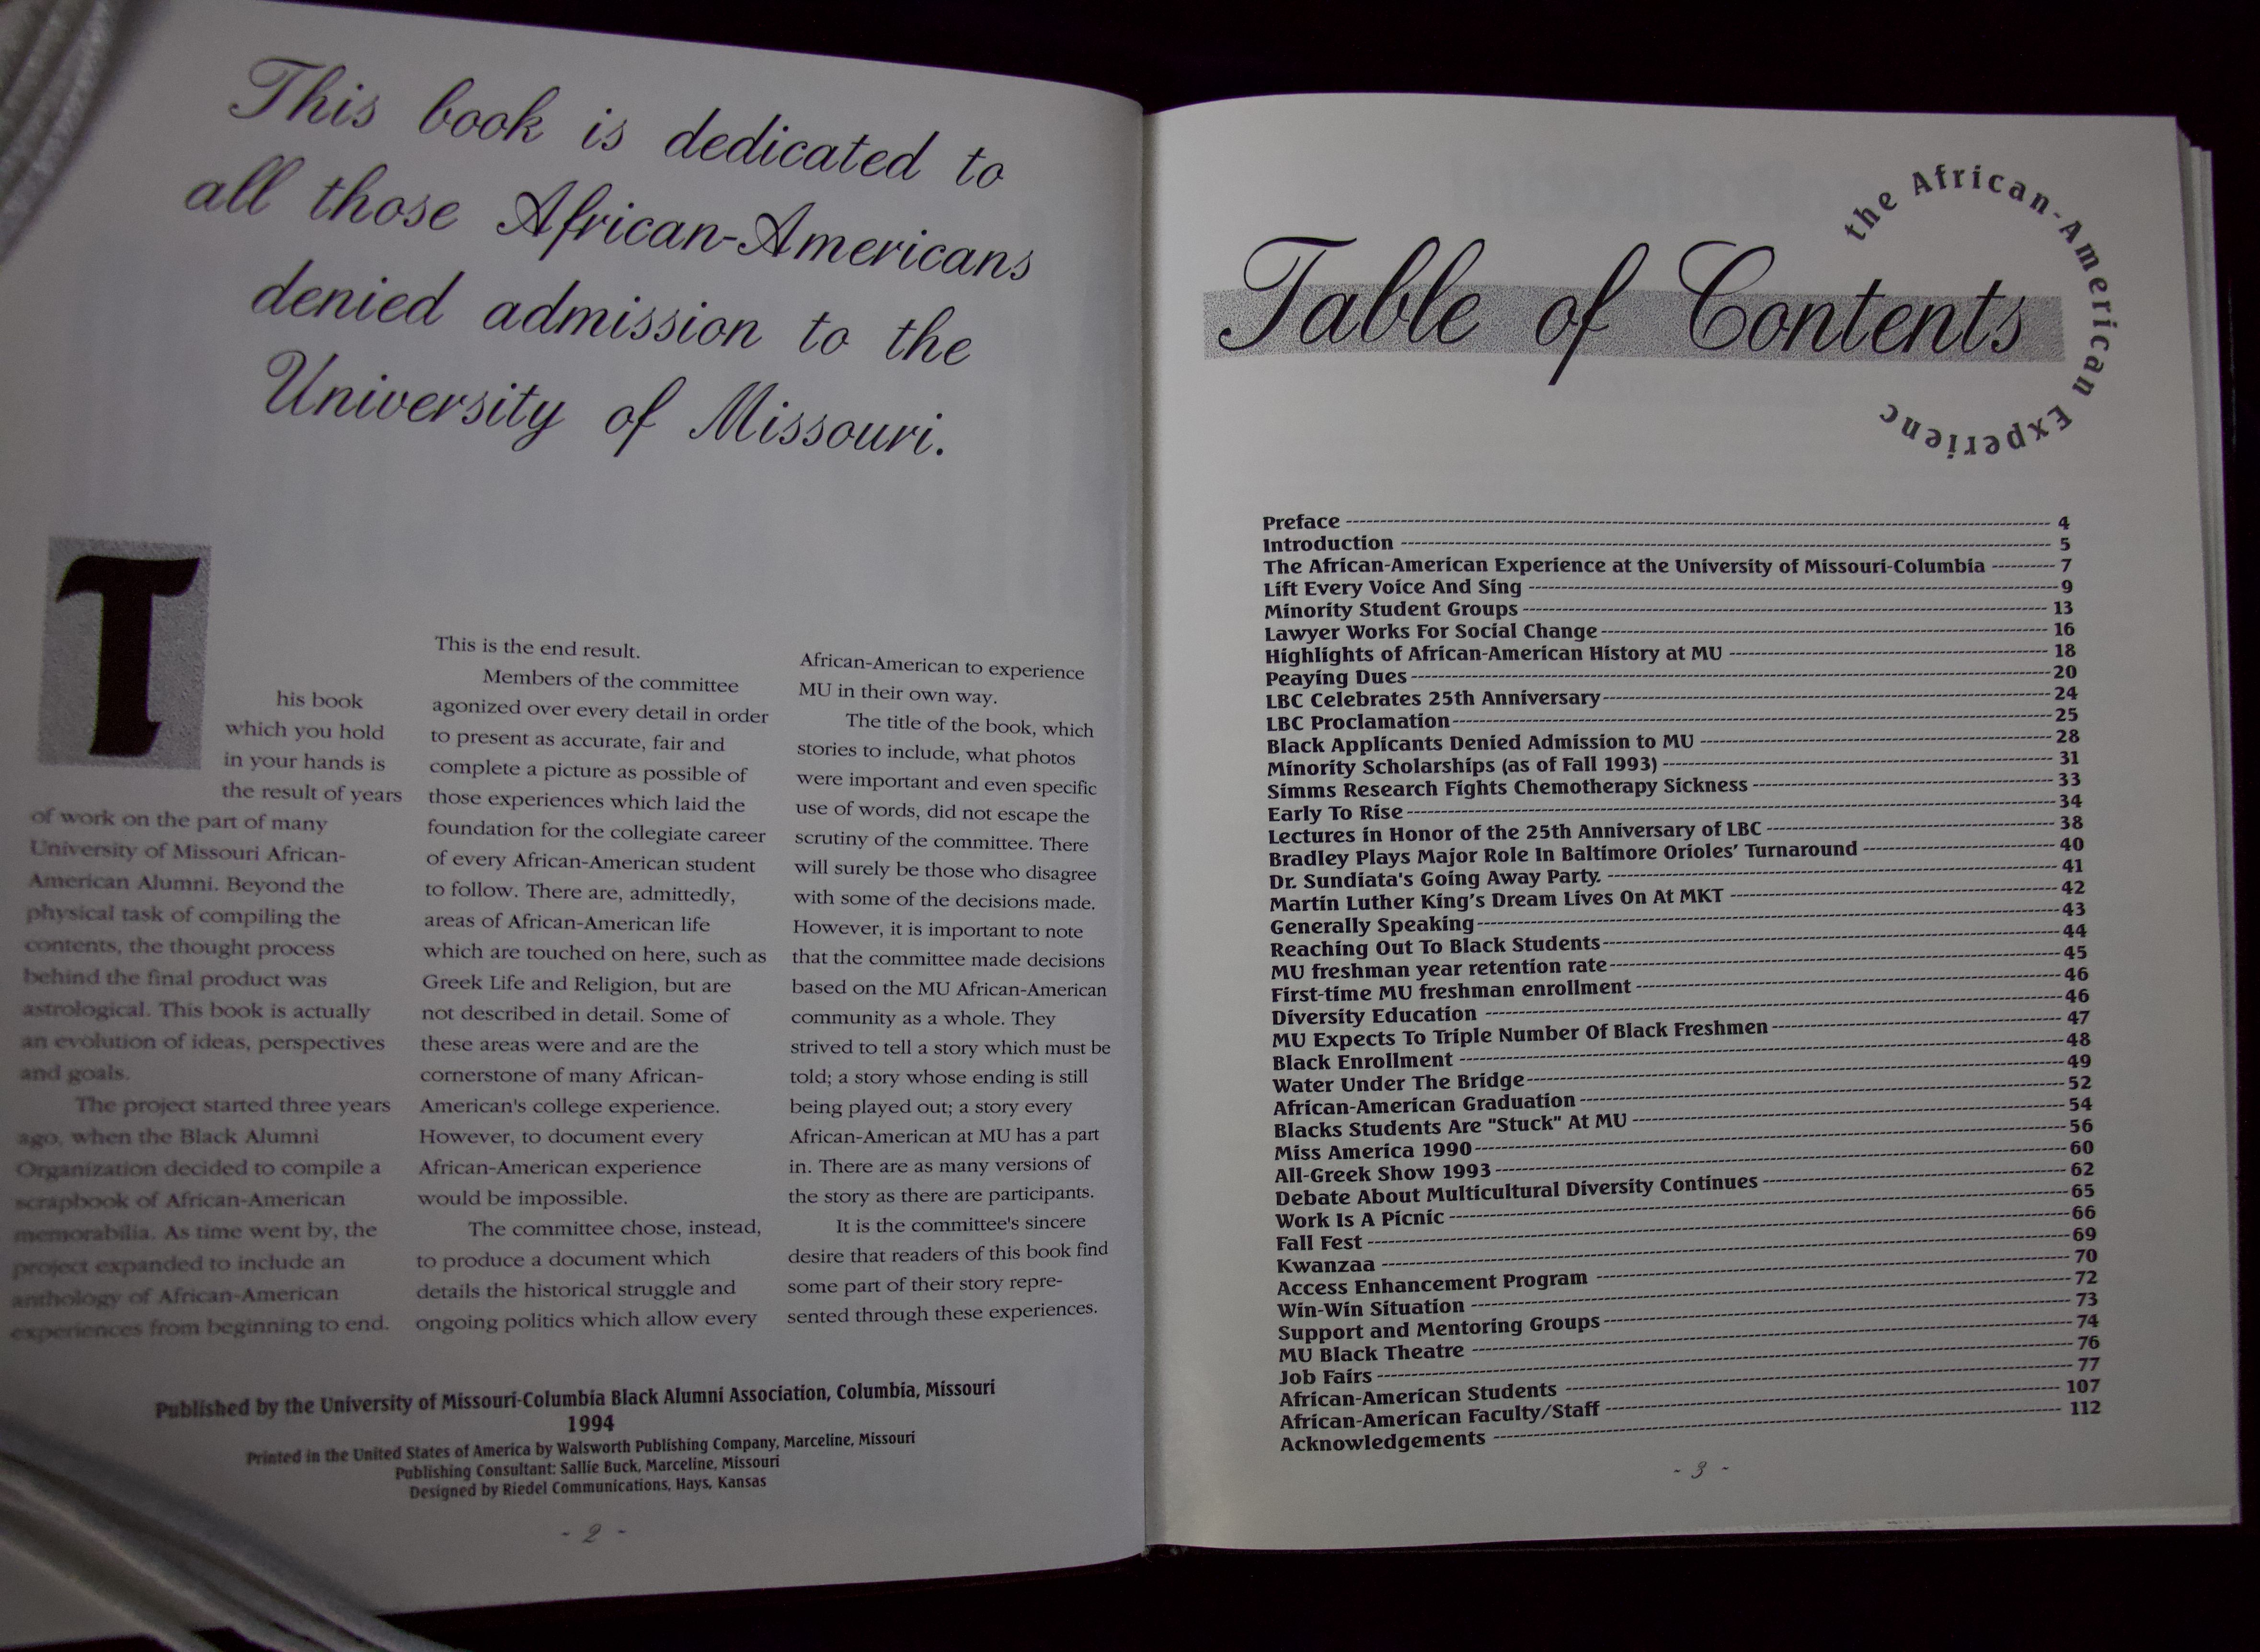 This book is dedicated to
all those African-Americans
denied admission to the
University of Missouri.
This book
which you hold
in your hands is
the result of years
of work on the part of many
University of Missouri African-
American Alumni. Beyond the
physical task of compiling the
contents, the thought process
behind the final product was
astrological. This book is actually
an evolution of ideas, perspectives
and goals.
The project started three years
ago, when the Black Alumni
Organization decided to compile a
scrapbook of African-American
memorabilia. As time went by, the
project expanded to include an
anthology of African-American
experiences from beginning to end.
This is the end result.
Members of the committee
agonized over every detail in order
to present as accurate, fair and
complete a picture as possible of
those experiences which laid the
foundation for the collegiate career
of every African-American student
to follow. There are, admittedly,
areas of African-American life
which are touched on here, such as
Greek Life and Religion, but are
not described in detail. Some of
these areas were and are the
cornerstone of many African-
American's college experience.
However, to document every
African-American experience
would be impossible.
The committee chose, instead,
to produce a document which
details the historical struggle and
ongoing politics which allow every
African-American to experience
MU in their own way.
The title of the book, which
stories to include, what photos
were important and even specific
use of words, did not escape the
scrutiny of the committee. There
will surely be those who disagree
with some of the decisions made.
However, it is important to note
that the committee made decisions
based on the MU African-American
community as a whole. They
strived to tell a story which must be
told; a story whose ending is still
being played out; a story every
African-American at MU has a part
in. There are as many versions of
the story as there are participants.
It is the committee's sincere
desire that readers of this book find
some part of their story repre-
sented through these experiences.
Published by the University of Missouri-Columbia Black Alumni Association, Columbia, Missouri
1994
Printed in the United States of America by Walsworth Publishing Company, Marceline, Missouri
Publishing Consultant: Sallie Buck, Marceline, Missouri
Designed by Riedel Communications, Hays, Kansas
- 2 -
the African-American Experienc
Table of Contents
Preface 4
Introduction 5
The African-American Experience at the University of Missouri-Columbia 7
Lift Every Voice And Sing 9
Minority Student Groups 13
Lawyer Works For Social Change 16
Highlights of African-American History at MU 18
Peaying Dues 20
LBC Celebrates 25th Anniversary 24
LBC Proclamation 25
Black Applicants Denied Admission to MU 28
Minority Scholarships (as of Fall 1993) 31
Simms Research Fights Chemotherapy Sickness 33
Early To Rise 34
Lectures in Honor of the 25th Anniversary of LBC 38
Bradley Plays Major Role In Baltimore Orioles' Turnaround 40
Dr. Sundiata's Going Away Party. 41
Martin Luther King's Dream Lives On At MKT 42
Generally Speaking 43
Reaching Out To Black Students 44
MU freshman year retention rate 45
First-time MU freshman enrollment 46
Diversity Education 46
MU Expects To Triple Number Of Black Freshmen 47
Black Enrollment 48
Water Under The Bridge 49
African-American Graduation 52
Blacks Students Are "Stuck" At MU 54
Miss America 1990 56
All-Greek Show 1993 60
Debate About Multicultural Diversity Continues 62
Work Is A Picnic 65
Fall Fest 66
Kwanzaa 69
Access Enhancement Program 70
Win-Win Situation 72
Support and Mentoring Groups 73
MU Black Theatre 74
Job Fairs 76
African-American Students 77
African-American Faculty/Staff 107
Acknowledgements 112
- 3 -